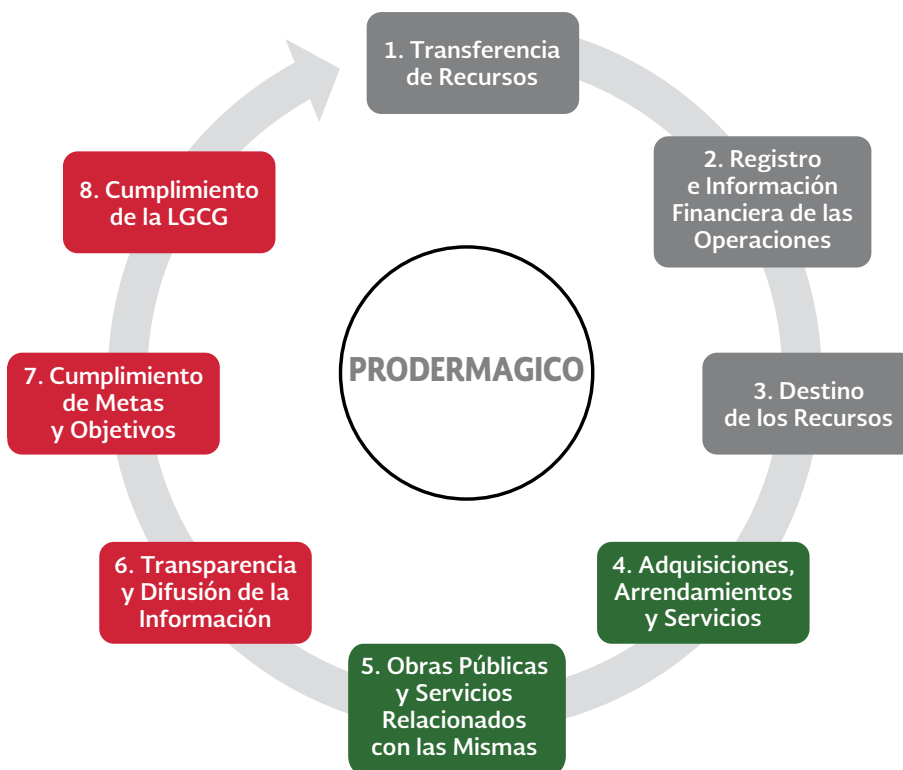 1. Transferencia
de Recursos
2. Registro
e Información
Financiera de las
Operaciones
3. Destino
de los Recursos
4. Adquisiciones,
Arrendamientos
y Servicios
5. Obras Públicas
y Servicios
Relacionados
con las Mismas
6. Transparencia
y Difusión de la
Información
7. Cumplimiento
de Metas
y Objetivos
8. Cumplimiento
de la LGCG
PRODERMAGICO